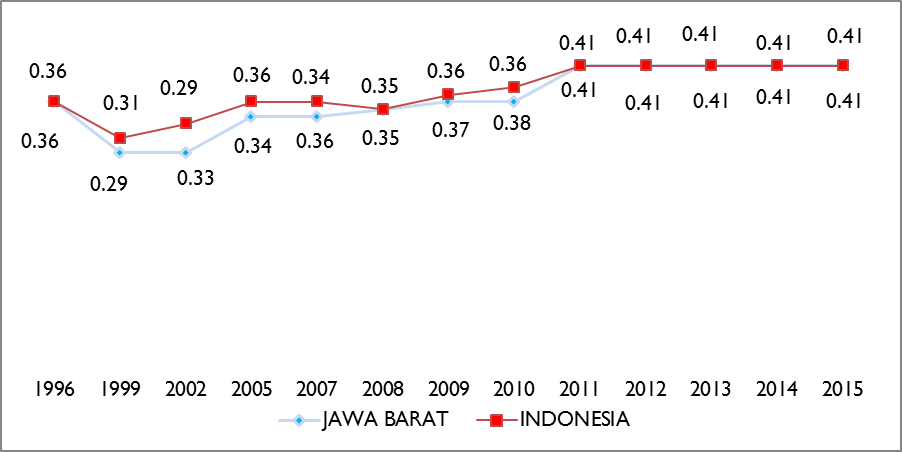 0.36 0.31 0.29 0.36 0.34 0.35 0.36 0.36 0.41 0.41 0.41 0.41 0.41
0.36 0.29 0.33 0.34 0.36 0.35 0.37 0.38 0.41 0.41 0.41 0.41 0.41
1996 1999 2002 2005 2007 2008 2009 2010 2011 2012 2013 2014 2015
JAWA BARAT INDONESIA